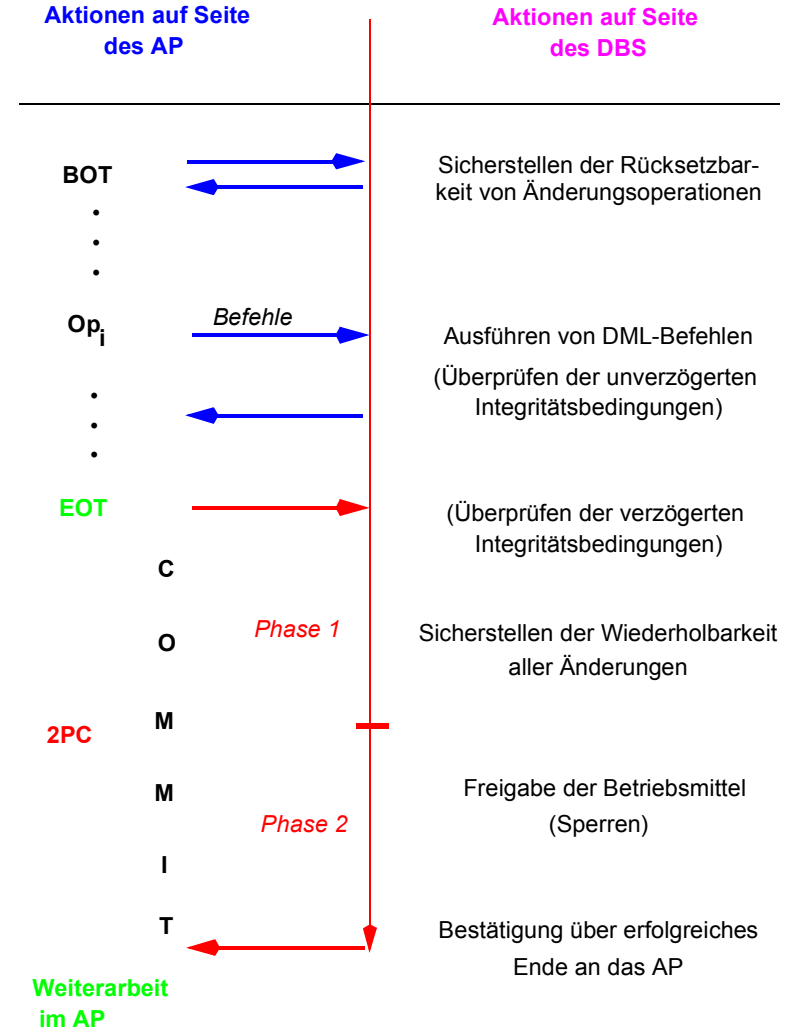 Aktionen auf Seite
des AP
Aktionen auf Seite
des DBS
BOT
Sicherstellen der Rücksetzbar-
keit von Änderungsoperationen
.
.
.
Op i
Befehle
Ausführen von DML-Befehlen
(Überprüfen der unverzögerten
Integritätsbedingungen)
.
.
.
EOT
(Überprüfen der verzögerten
Integritätsbedingungen)
C
O
Phase 1
Sicherstellen der Wiederholbarkeit
aller Änderungen
M
2PC
M
Phase 2
Freigabe der Betriebsmittel
(Sperren)
I
T
Bestätigung über erfolgreiches
Ende an das AP
Weiterarbeit
im AP